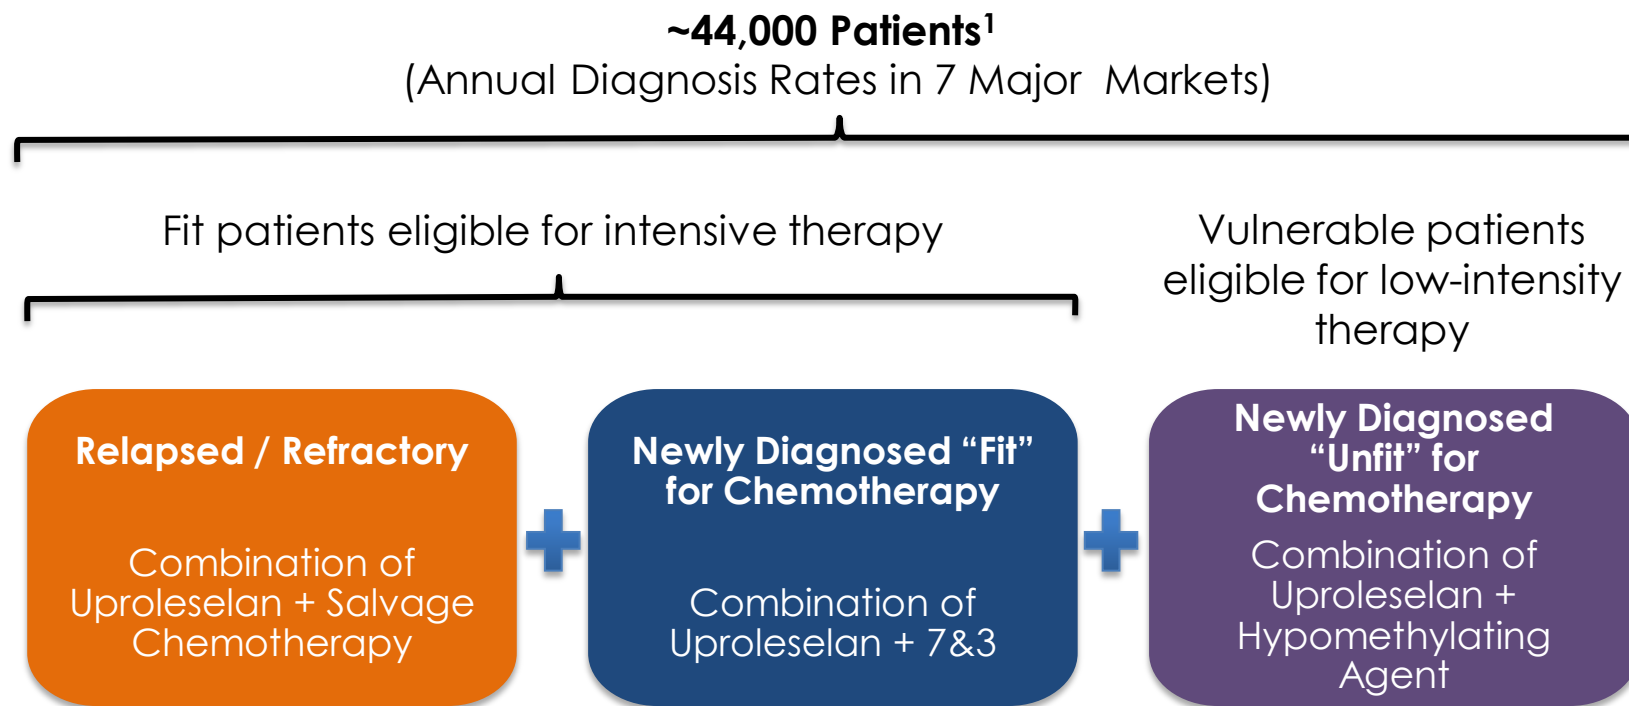 ~44,000 Patients¹
(Annual Diagnosis Rates in 7 Major Markets)
Fit patients eligible for intensive therapy
Vulnerable patients
eligible for low-intensity
therapy
Relapsed / Refractory
Combination of
Uproleselan + Salvage
Chemotherapy
Newly Diagnosed “Fit”
for Chemotherapy
Combination of
Uproleselan + 7&3
Newly Diagnosed
“Unfit” for
Chemotherapy
Combination of
Uproleselan +
Hypomethylating
Agent